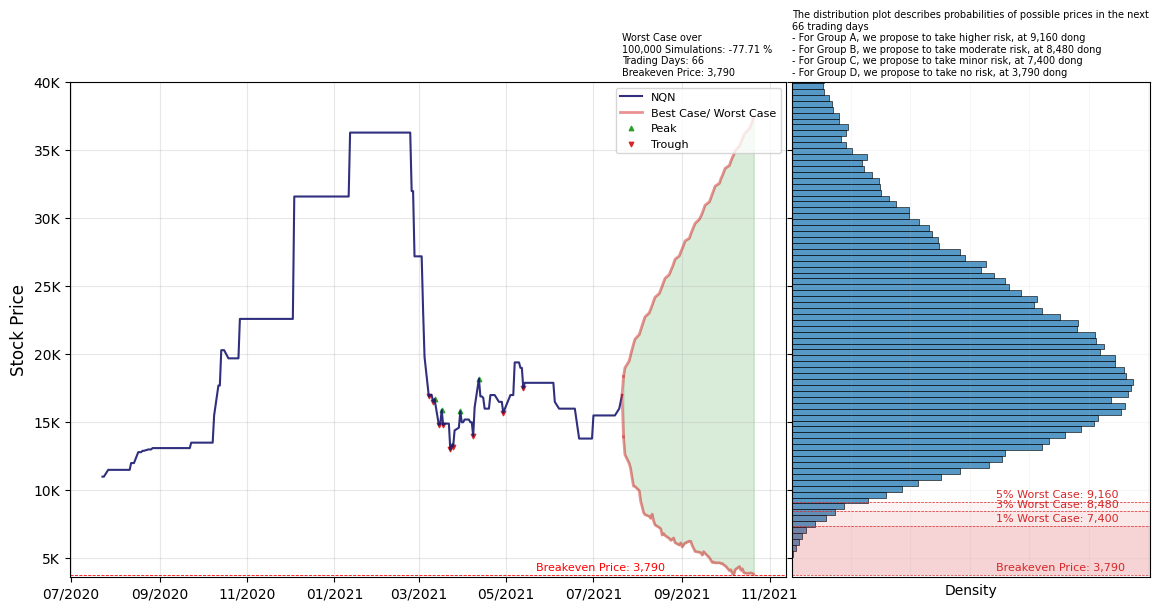 The distribution plot describes probabilities of possible prices in the next
66 trading days
- For Group A, we propose to take higher risk, at 9,160 dong
- For Group B, we propose to take moderate risk, at 8,480 dong
- For Group C, we propose to take minor risk, at 7,400 dong
- For Group D, we propose to take no risk, at 3,790 dong
Worst Case over
100,000 Simulations: -77.71 %
Trading Days: 66
Breakeven Price: 3,790
NQN
Best Case/ Worst Case
Peak
Trough
Stock Price
40K
35K
30K
25K
20K
15K
10K
5K
Breakeven Price: 3,790
07/2020
09/2020
11/2020
01/2021
03/2021
05/2021
07/2021
09/2021
11/2021
5% Worst Case: 9,160
3% Worst Case: 8,480
1% Worst Case: 7,400
Breakeven Price: 3,790
Density